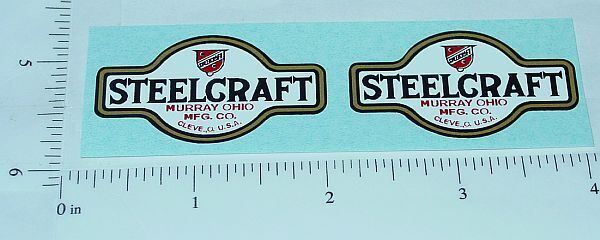 STEELCRAFT
MURRAY OHIO
MFG. CO.
CLEVE., O. U.S.A.
STEELCRAFT
MURRAY OHIO
MFG. CO.
CLEVE., O. U.S.A.
5
6
0 in
1
2
3
4